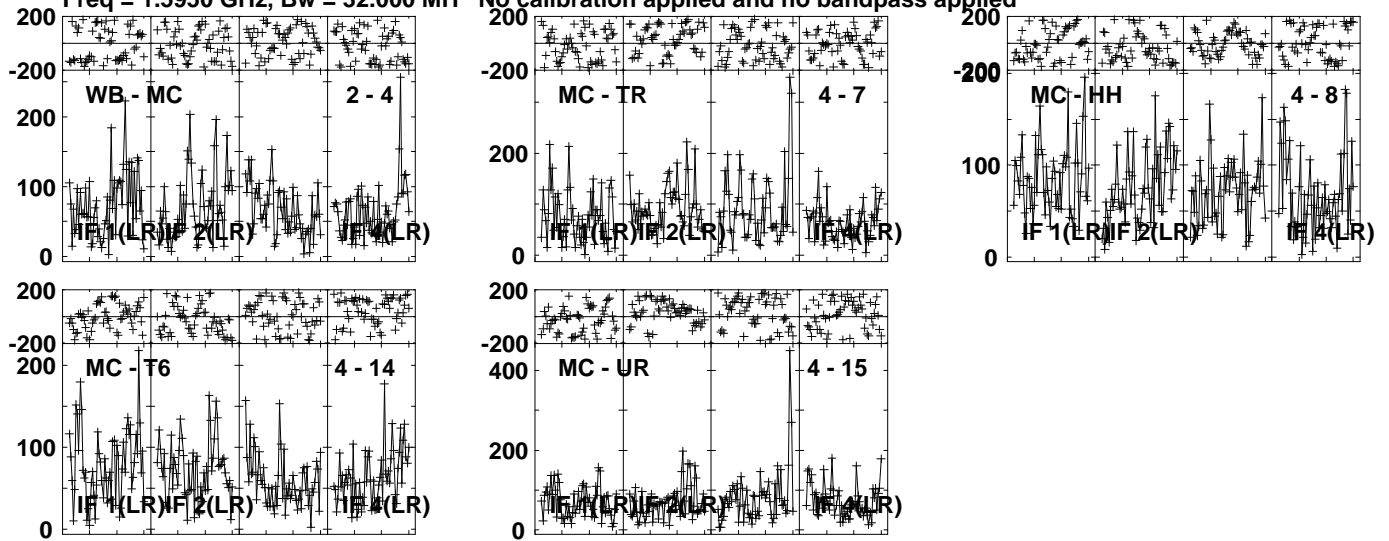 Freq = 1.5950 GHz, Bw = 32.000 MH No calibration applied and no bandpass applied
200
-200
WB - MC 2 - 4
200
100
0
IF 1(LR) IF 2(LR) IF 4(LR)
200
-200
MC - TR 4 - 7
200
0
IF 1(LR) IF 2(LR) IF 4(LR)
200
-200
200
MC - HH 4 - 8
100
0
IF 1(LR) IF 2(LR) IF 4(LR)
200
-200
200
MC - T6 4 - 14
100
0
IF 1(LR) IF 2(LR) IF 4(LR)
200
-200
MC - UR 4 - 15
400
200
0
IF 1(LR) IF 2(LR) IF 4(LR)